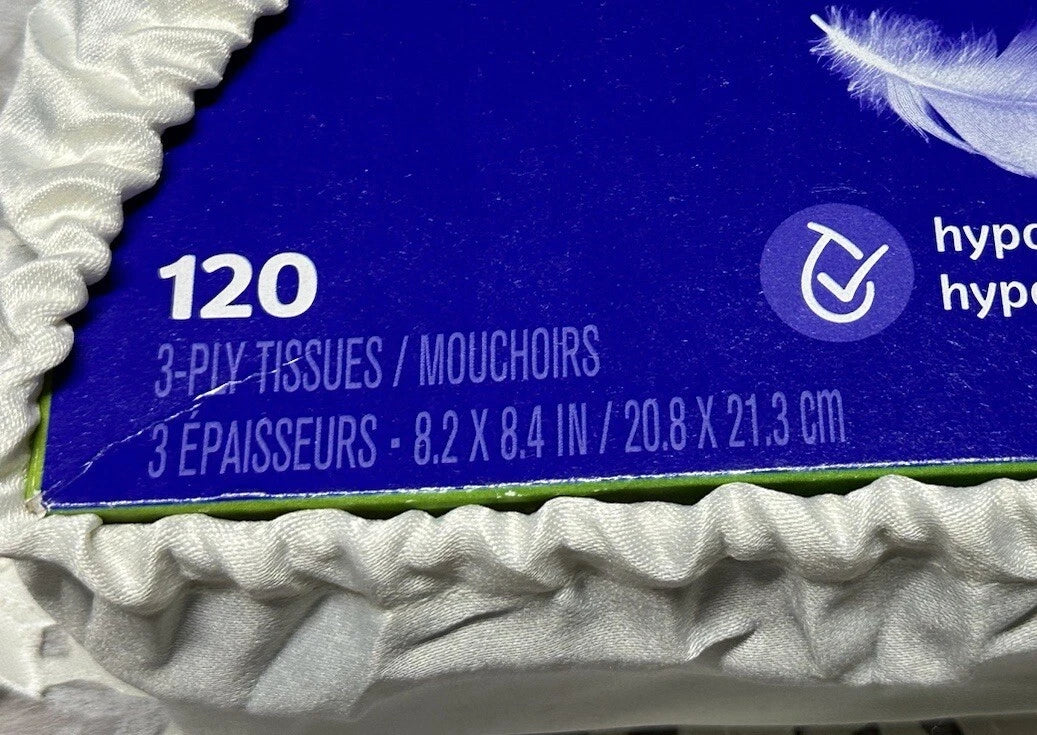 120
3-PLY TISSUES / MOUCHOIRS
3 ÉPAISSEURS - 8.2 X 8.4 IN / 20.8 X 21.3 cm